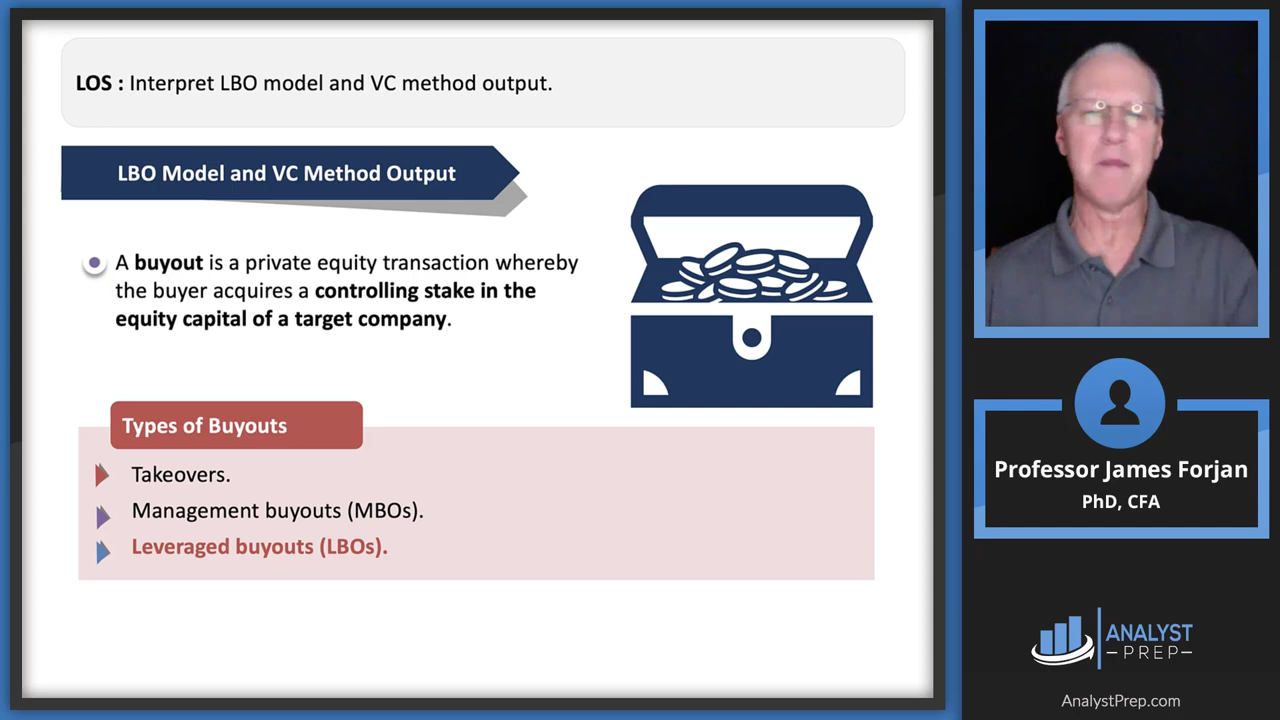 LOS : Interpret LBO model and VC method output.
LBO Model and VC Method Output
A buyout is a private equity transaction whereby
the buyer acquires a controlling stake in the
equity capital of a target company.
Types of Buyouts
Takeovers.
Management buyouts (MBOs).
Leveraged buyouts (LBOs).
Professor James Forjan
PhD, CFA
ANALYST
–PREP–
AnalystPrep.com